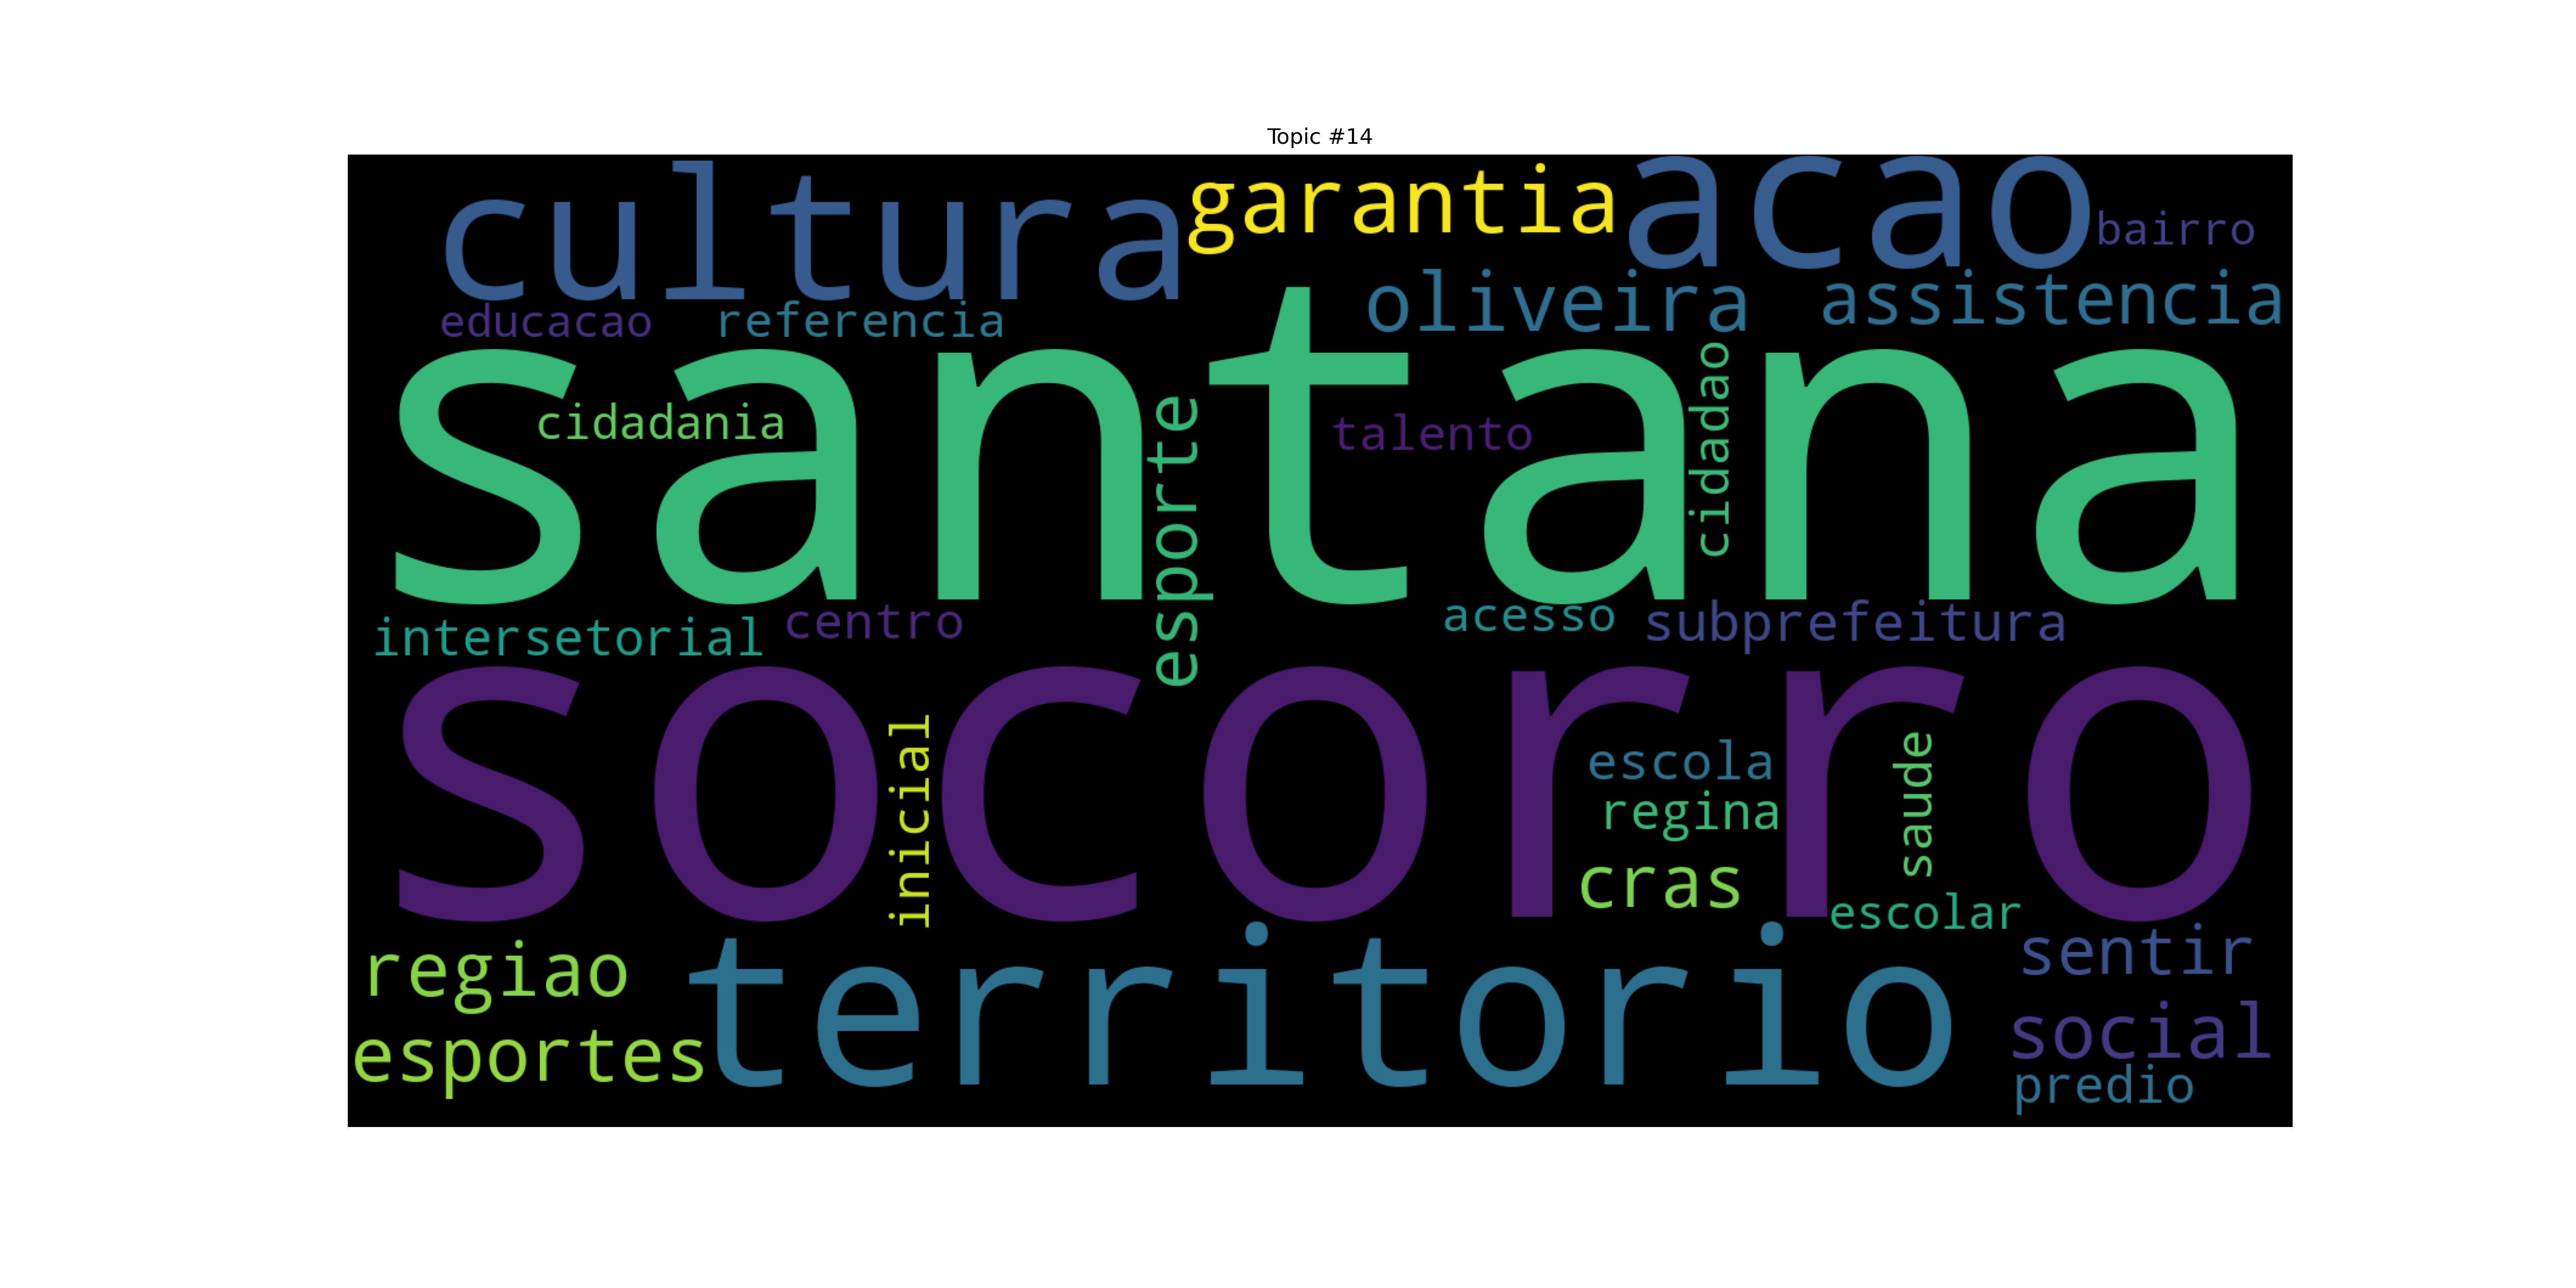 Topic #14
cultura
garantia
acao
bairro
educacao
referencia
oliveira
assistencia
santana
cidadania
esporte
talento
cidadao
intersetorial
centro
acesso
subprefeitura
socorro
inicial
escola
regina
cras
saude
escolar
regiao
territorio
sentir
esportes
social
predio